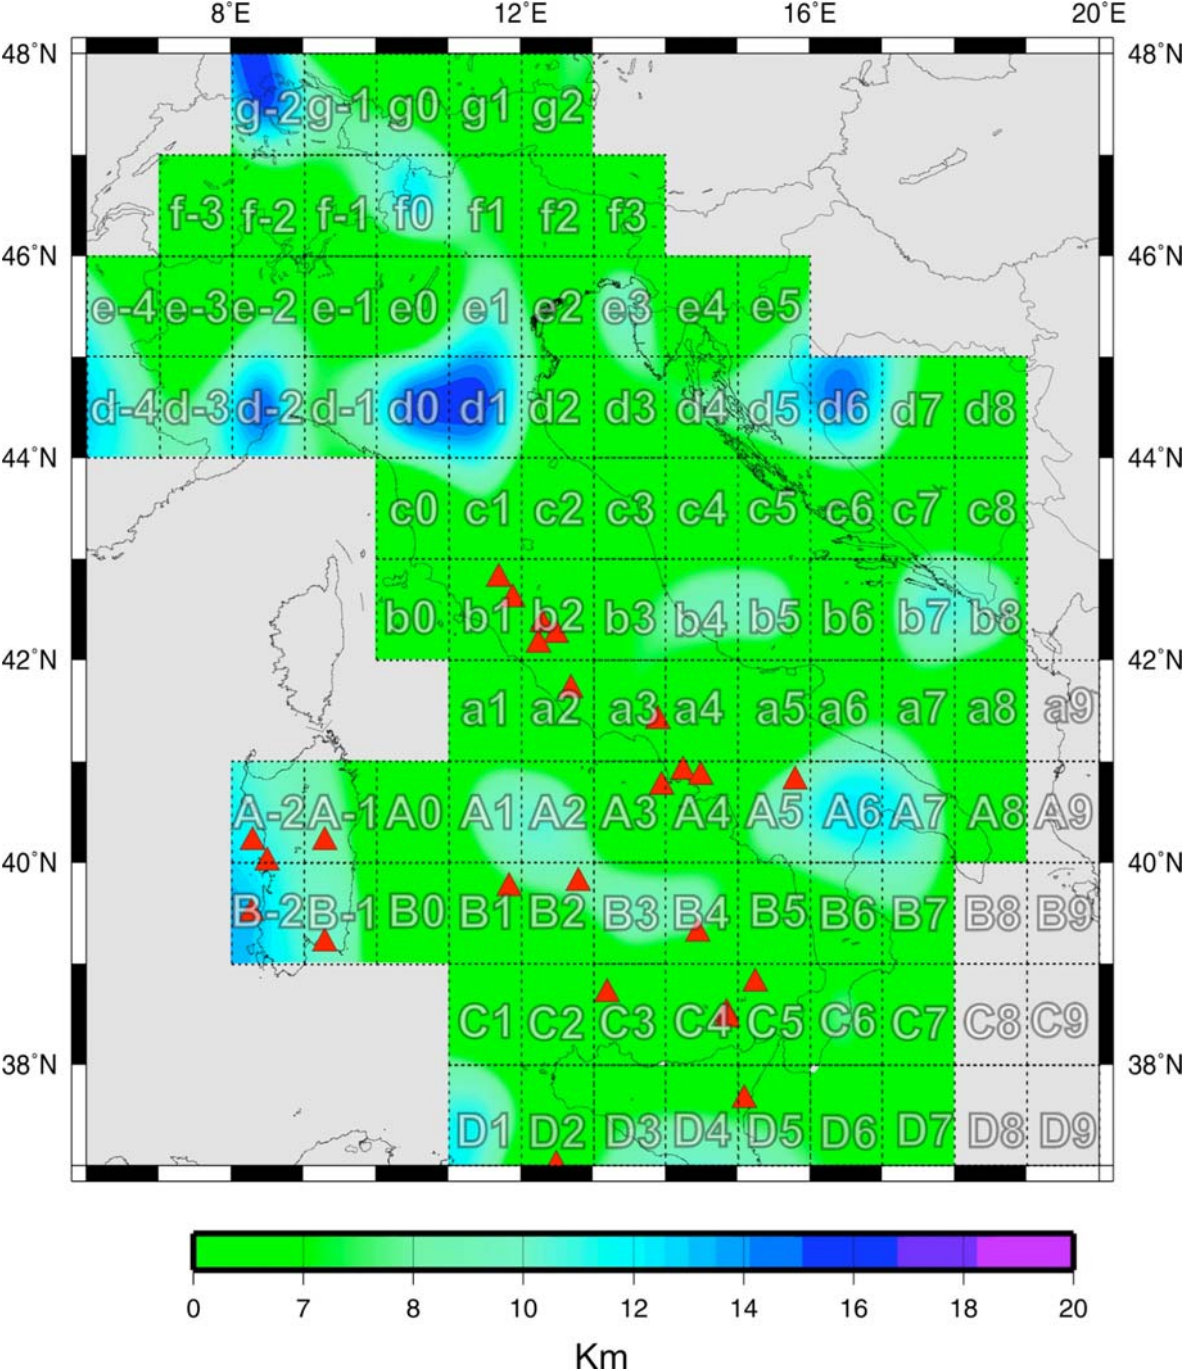 8°E 12°E 16°E 20°E
48°N 48°N
g-2 g-1 g0 g1 g2
f-3 f-2 f-1 f0 f1 f2 f3
46°N 46°N
e-4 e-3 e-2 e-1 e0 e1 e2 e3 e4 e5
d-4 d-3 d-2 d-1 d0 d1 d2 d3 d4 d5 d6 d7 d8
44°N 44°N
c0 c1 c2 c3 c4 c5 c6 c7 c8
b0 b1 b2 b3 b4 b5 b6 b7 b8
42°N 42°N
a1 a2 a3 a4 a5 a6 a7 a8 a9
A-2 A-1 A0 A1 A2 A3 A4 A5 A6 A7 A8 A9
40°N 40°N
B-2 B-1 B0 B1 B2 B3 B4 B5 B6 B7 B8 B9
C1 C2 C3 C4 C5 C6 C7 C8 C9
38°N 38°N
D1 D2 D3 D4 D5 D6 D7 D8 D9
0 7 8 10 12 14 16 18 20
Km